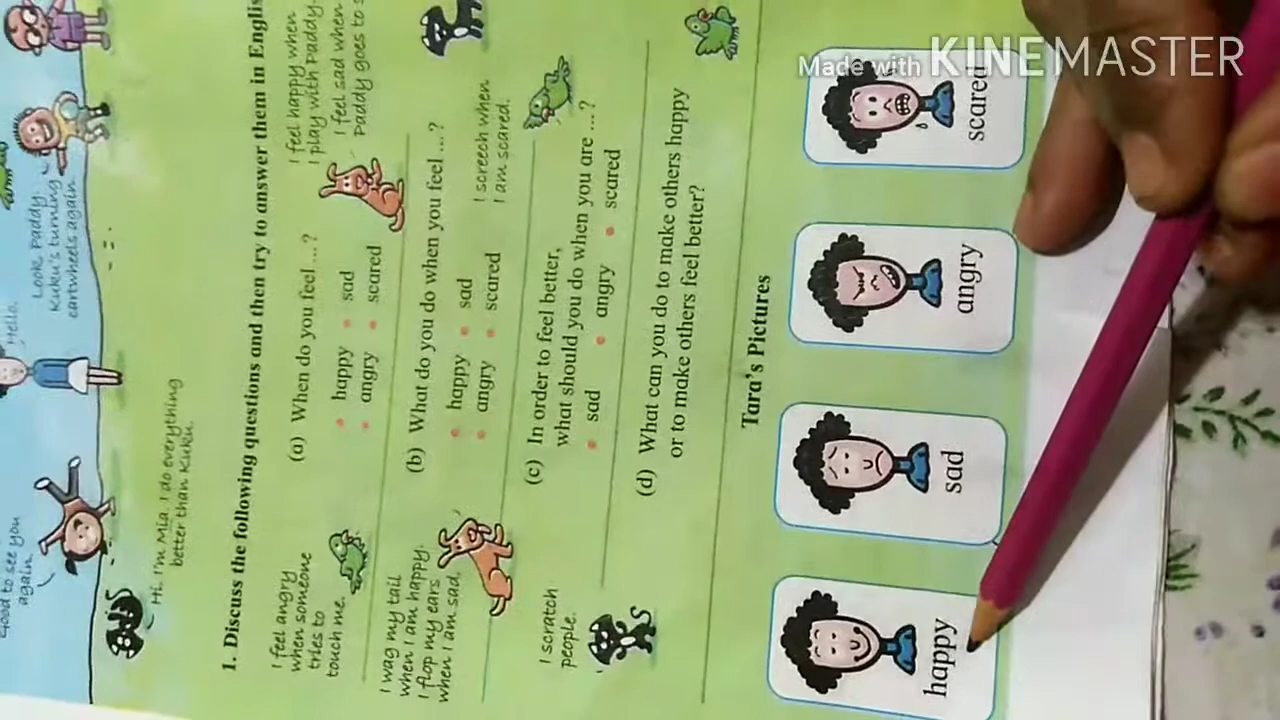 Made with KINEMASTER
Good to see you
again.
Hello.
Look, Paddy.
Kuku's turning
cartwheels again
Hi. I'm Mia. I do everything
better than Kuku.
1. Discuss the following questions and then try to answer them in Englis
I feel angry
when someone
tries to
touch me.
(a) When do you feel ...?
• happy • sad
• angry • scared
I feel happy when
I play with Paddy.
I feel sad when
Paddy goes to s
I wag my tail
when I am happy.
I flop my ears
when I am sad.
(b) What do you do when you feel ...?
• happy • sad
• angry • scared
I screech when
I am scared.
I scratch
people.
(c) In order to feel better,
what should you do when you are ...?
• sad • angry • scared
(d) What can you do to make others happy
or to make others feel better?
Tara's Pictures
happy
sad
angry
scared